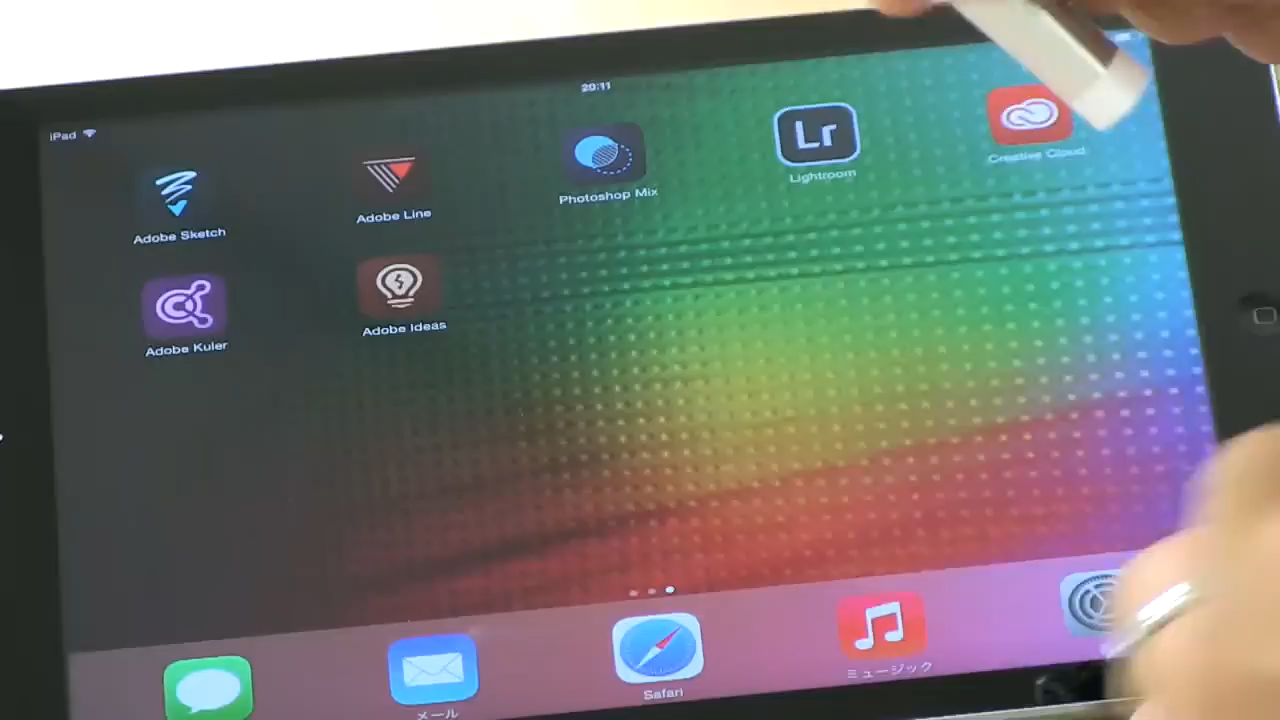 iPad
20:11
Adobe Sketch
Adobe Line
Photoshop Mix
Lr
Lightroom
Creative Cloud
Adobe Kuler
Adobe Ideas
メール
Safari
ミュージック